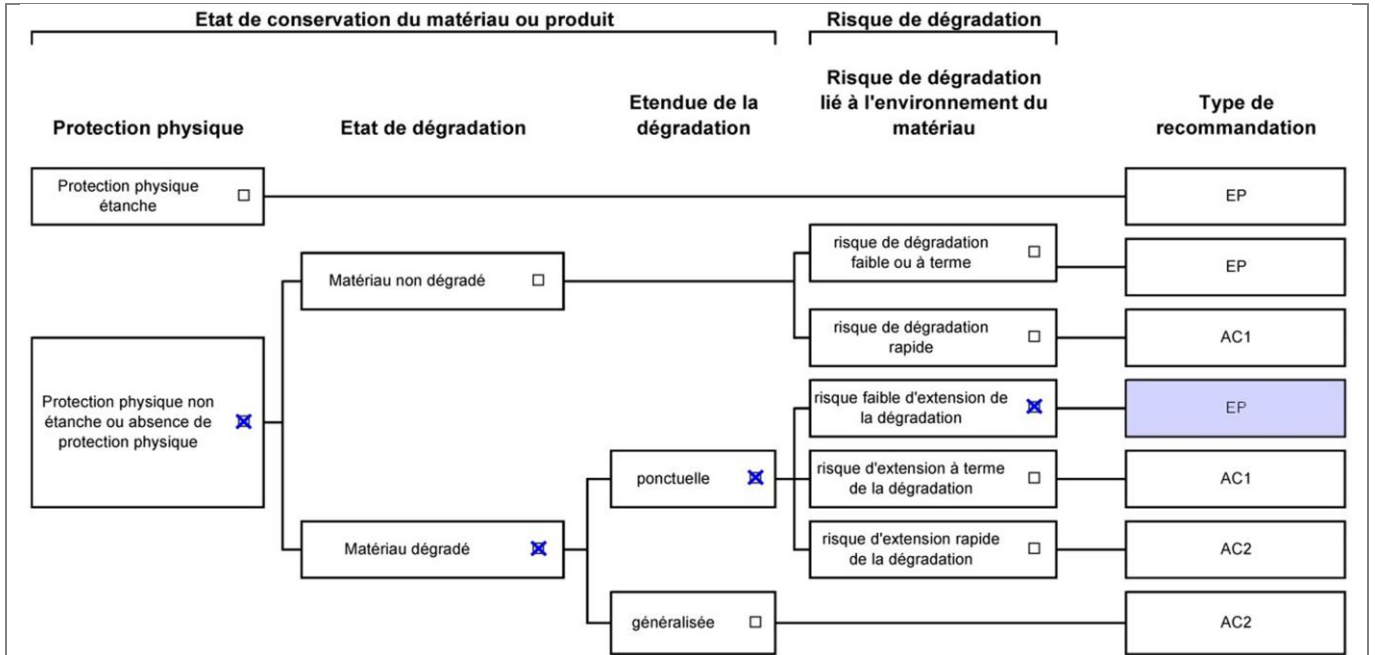 Etat de conservation du matériau ou produit
Risque de dégradation
Protection physique
Etat de dégradation
Etendue de la
dégradation
Risque de dégradation
lié à l'environnement du
matériau
Type de
recommandation
Protection physique
étanche
EP
risque de dégradation
faible ou à terme
EP
Matériau non dégradé
risque de dégradation
rapide
AC1
Protection physique non
étanche ou absence de
protection physique
risque faible d'extension de
la dégradation
EP
ponctuelle
risque d'extension à terme
de la dégradation
AC1
Matériau dégradé
risque d'extension rapide
de la dégradation
AC2
généralisée
AC2